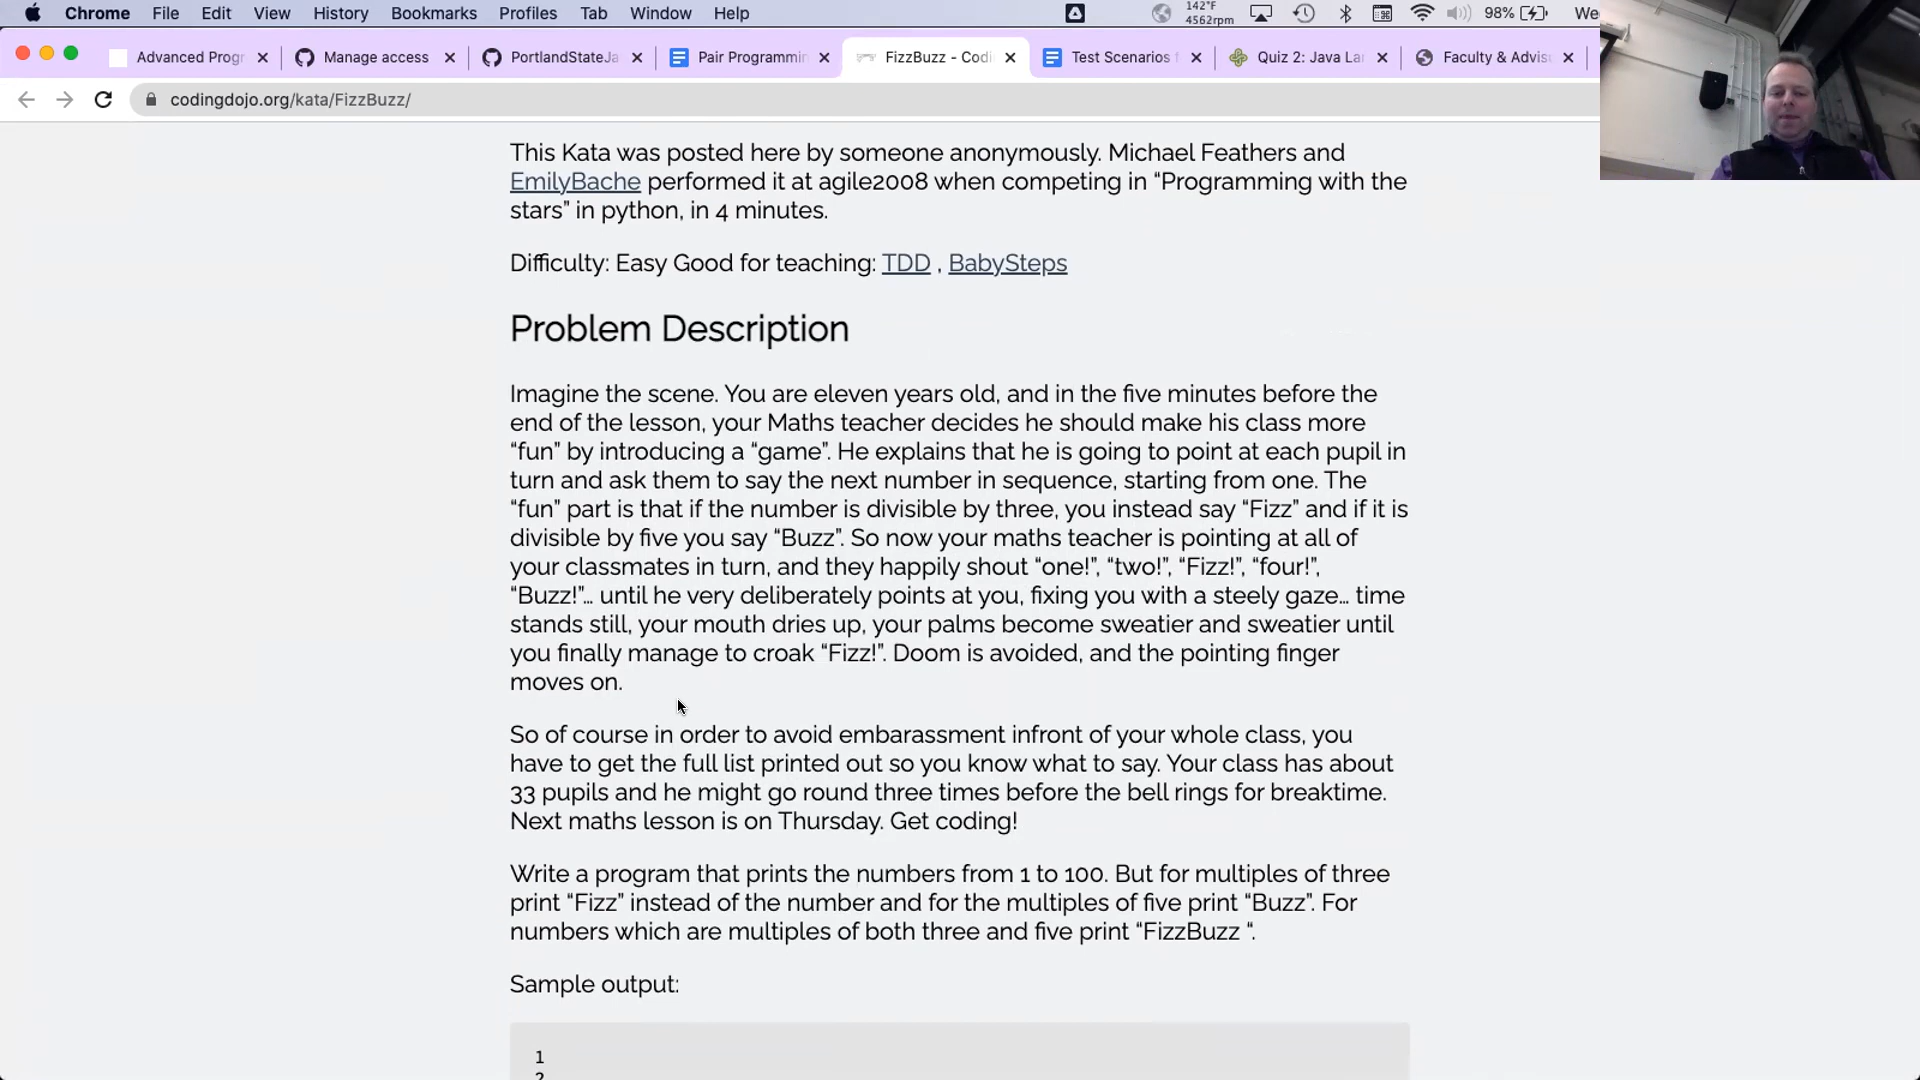 Chrome File Edit View History Bookmarks Profiles Tab Window Help 142°F 4562rpm 98% We
Advanced Prog Manage access PortlandStateJa Pair Programmin FizzBuzz - Codi Test Scenarios f Quiz 2: Java Lan Faculty & Advis
codingdojo.org/kata/FizzBuzz/
This Kata was posted here by someone anonymously. Michael Feathers and
EmilyBache performed it at agile2008 when competing in “Programming with the
stars” in python, in 4 minutes.
Difficulty: Easy Good for teaching: TDD , BabySteps
Problem Description
Imagine the scene. You are eleven years old, and in the five minutes before the
end of the lesson, your Maths teacher decides he should make his class more
“fun” by introducing a “game”. He explains that he is going to point at each pupil in
turn and ask them to say the next number in sequence, starting from one. The
“fun” part is that if the number is divisible by three, you instead say “Fizz” and if it is
divisible by five you say “Buzz”. So now your maths teacher is pointing at all of
your classmates in turn, and they happily shout “one!”, “two!”, “Fizz!”, “four!”,
“Buzz!”… until he very deliberately points at you, fixing you with a steely gaze… time
stands still, your mouth dries up, your palms become sweatier and sweatier until
you finally manage to croak “Fizz!”. Doom is avoided, and the pointing finger
moves on.
So of course in order to avoid embarassment infront of your whole class, you
have to get the full list printed out so you know what to say. Your class has about
33 pupils and he might go round three times before the bell rings for breaktime.
Next maths lesson is on Thursday. Get coding!
Write a program that prints the numbers from 1 to 100. But for multiples of three
print “Fizz” instead of the number and for the multiples of five print “Buzz”. For
numbers which are multiples of both three and five print “FizzBuzz “.
Sample output:
1
2